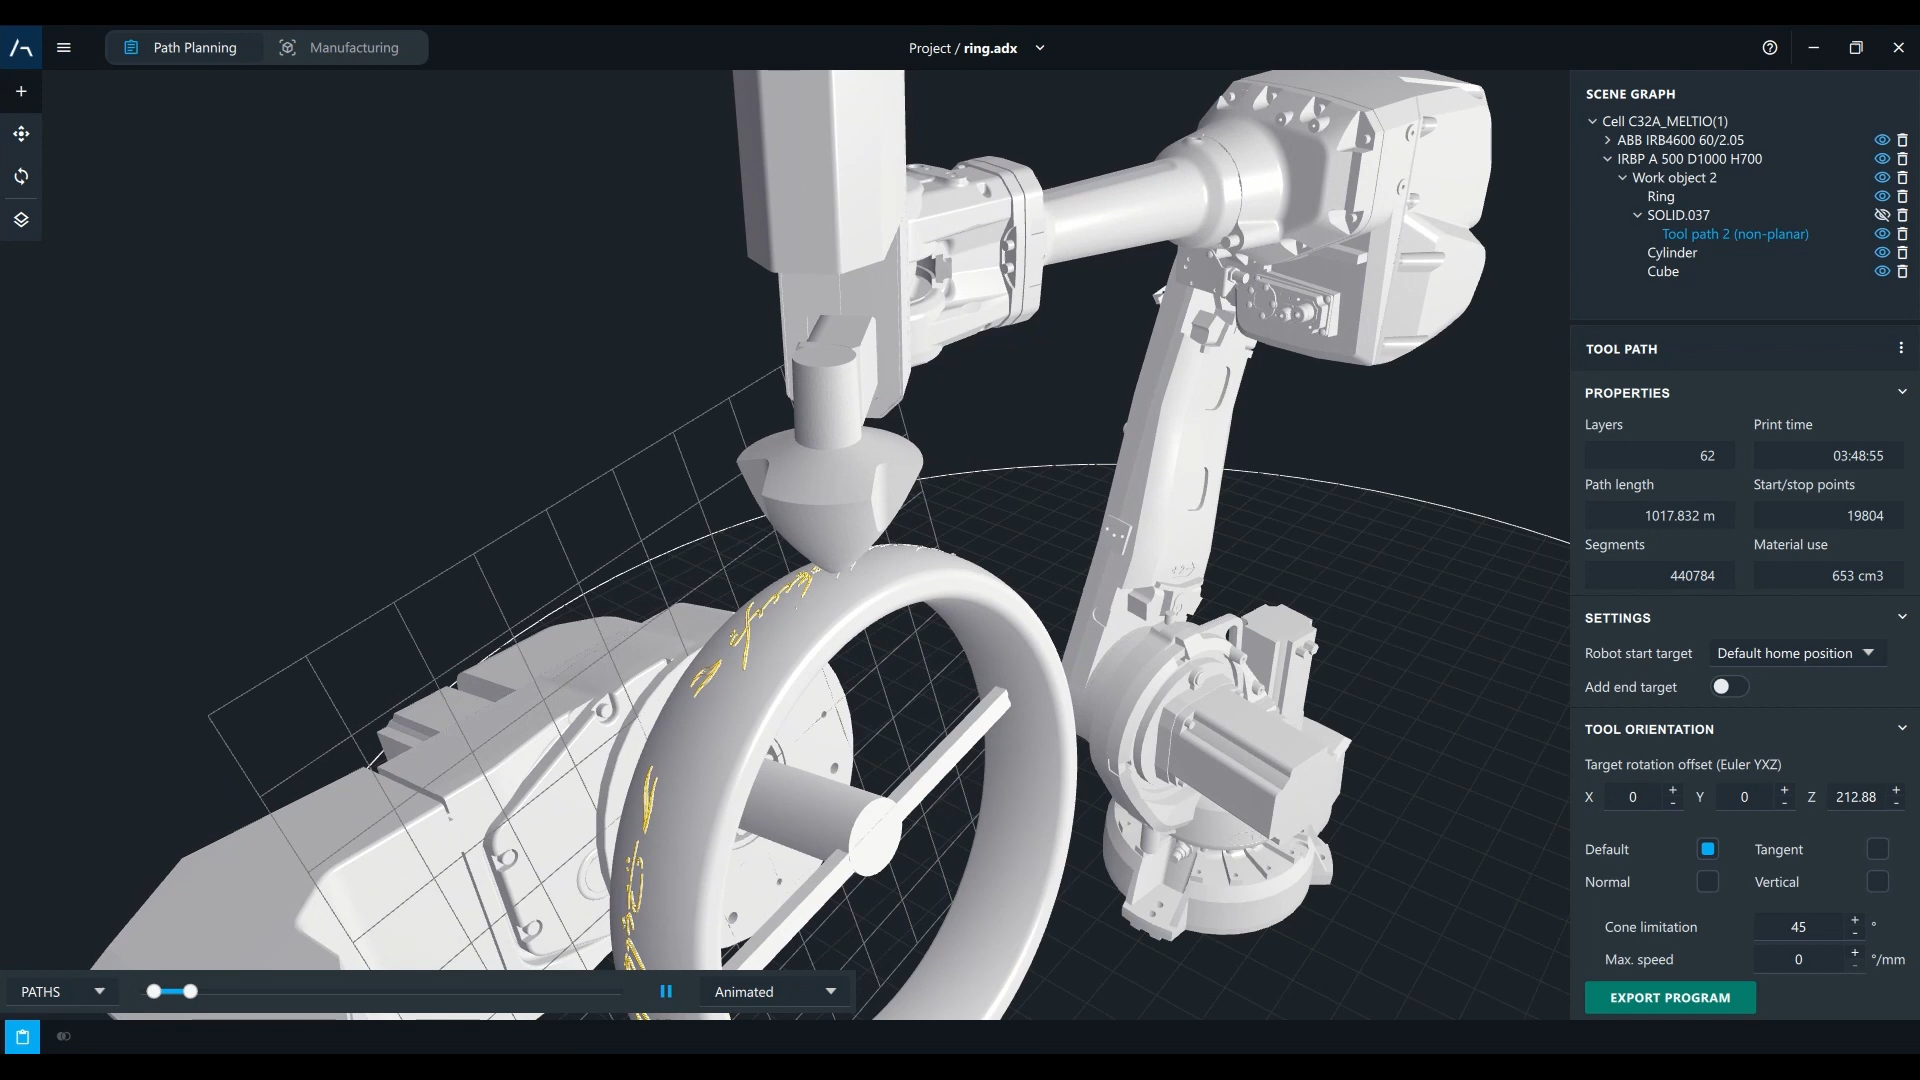 Path Planning
Manufacturing
Project / ring.adx
SCENE GRAPH
Cell C32A_MELTIO(1)
ABB IRB4600 60/2.05
IRBP A 500 D1000 H700
Work object 2
Ring
SOLID.037
Tool path 2 (non-planar)
Cylinder
Cube
TOOL PATH
PROPERTIES
Layers Print time
62 03:48:55
Path length Start/stop points
1017.832 m 19804
Segments Material use
440784 653 cm3
SETTINGS
Robot start target Default home position
Add end target
TOOL ORIENTATION
Target rotation offset (Euler YXZ)
X 0 + - Y 0 + - Z 212.88 + -
Default Tangent
Normal Vertical
Cone limitation 45 + - °
Max. speed 0 + - °/mm
EXPORT PROGRAM
PATHS Animated